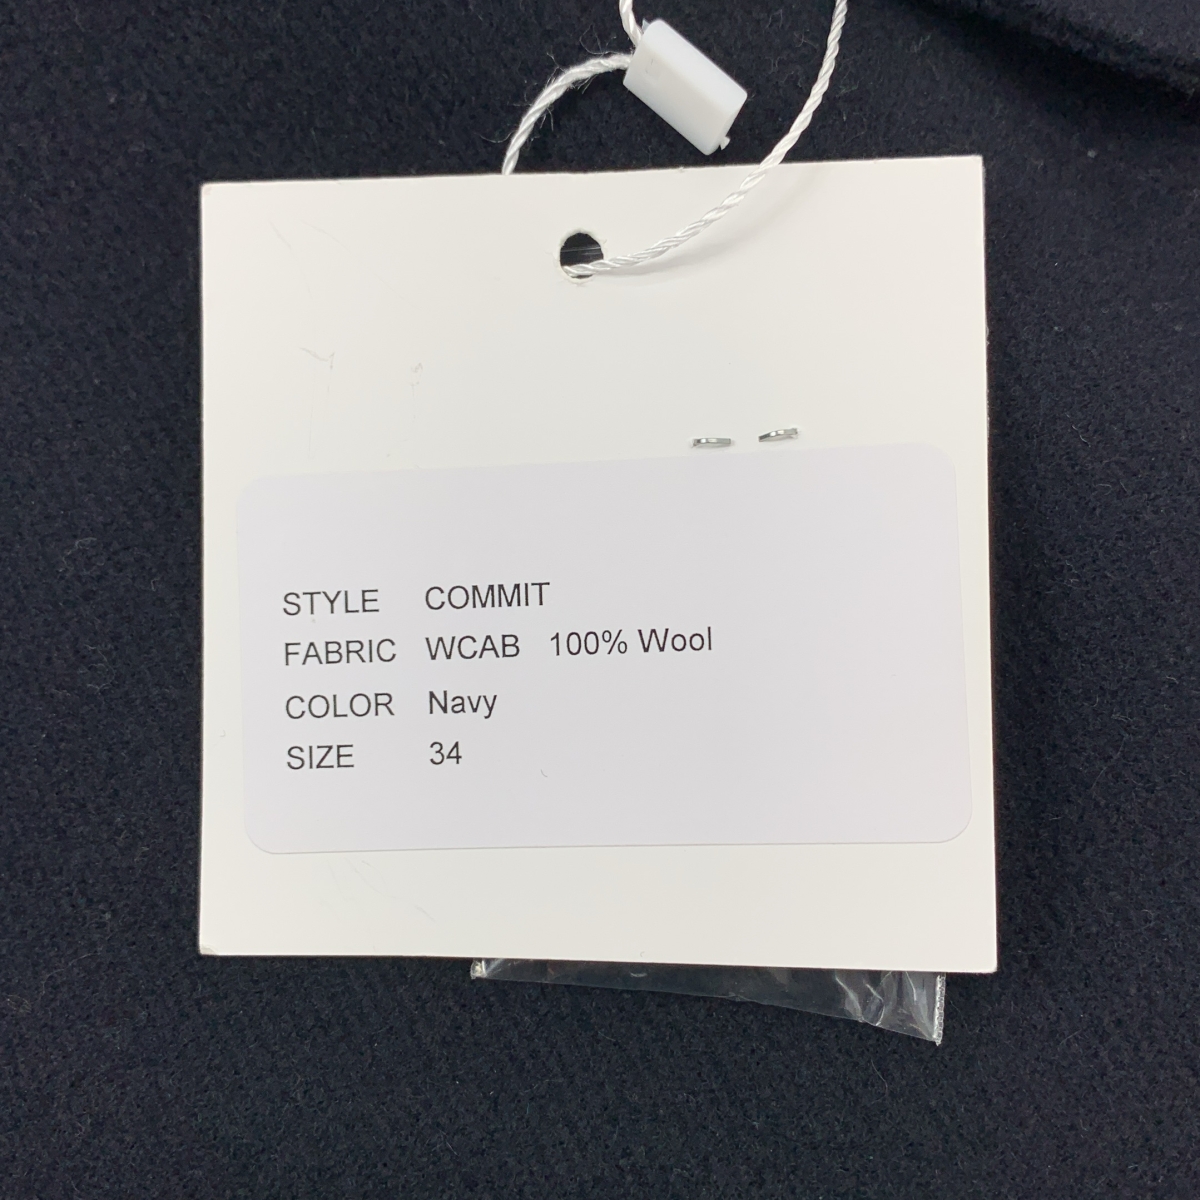 STYLE COMMIT
FABRIC WCAB 100% Wool
COLOR Navy
SIZE 34